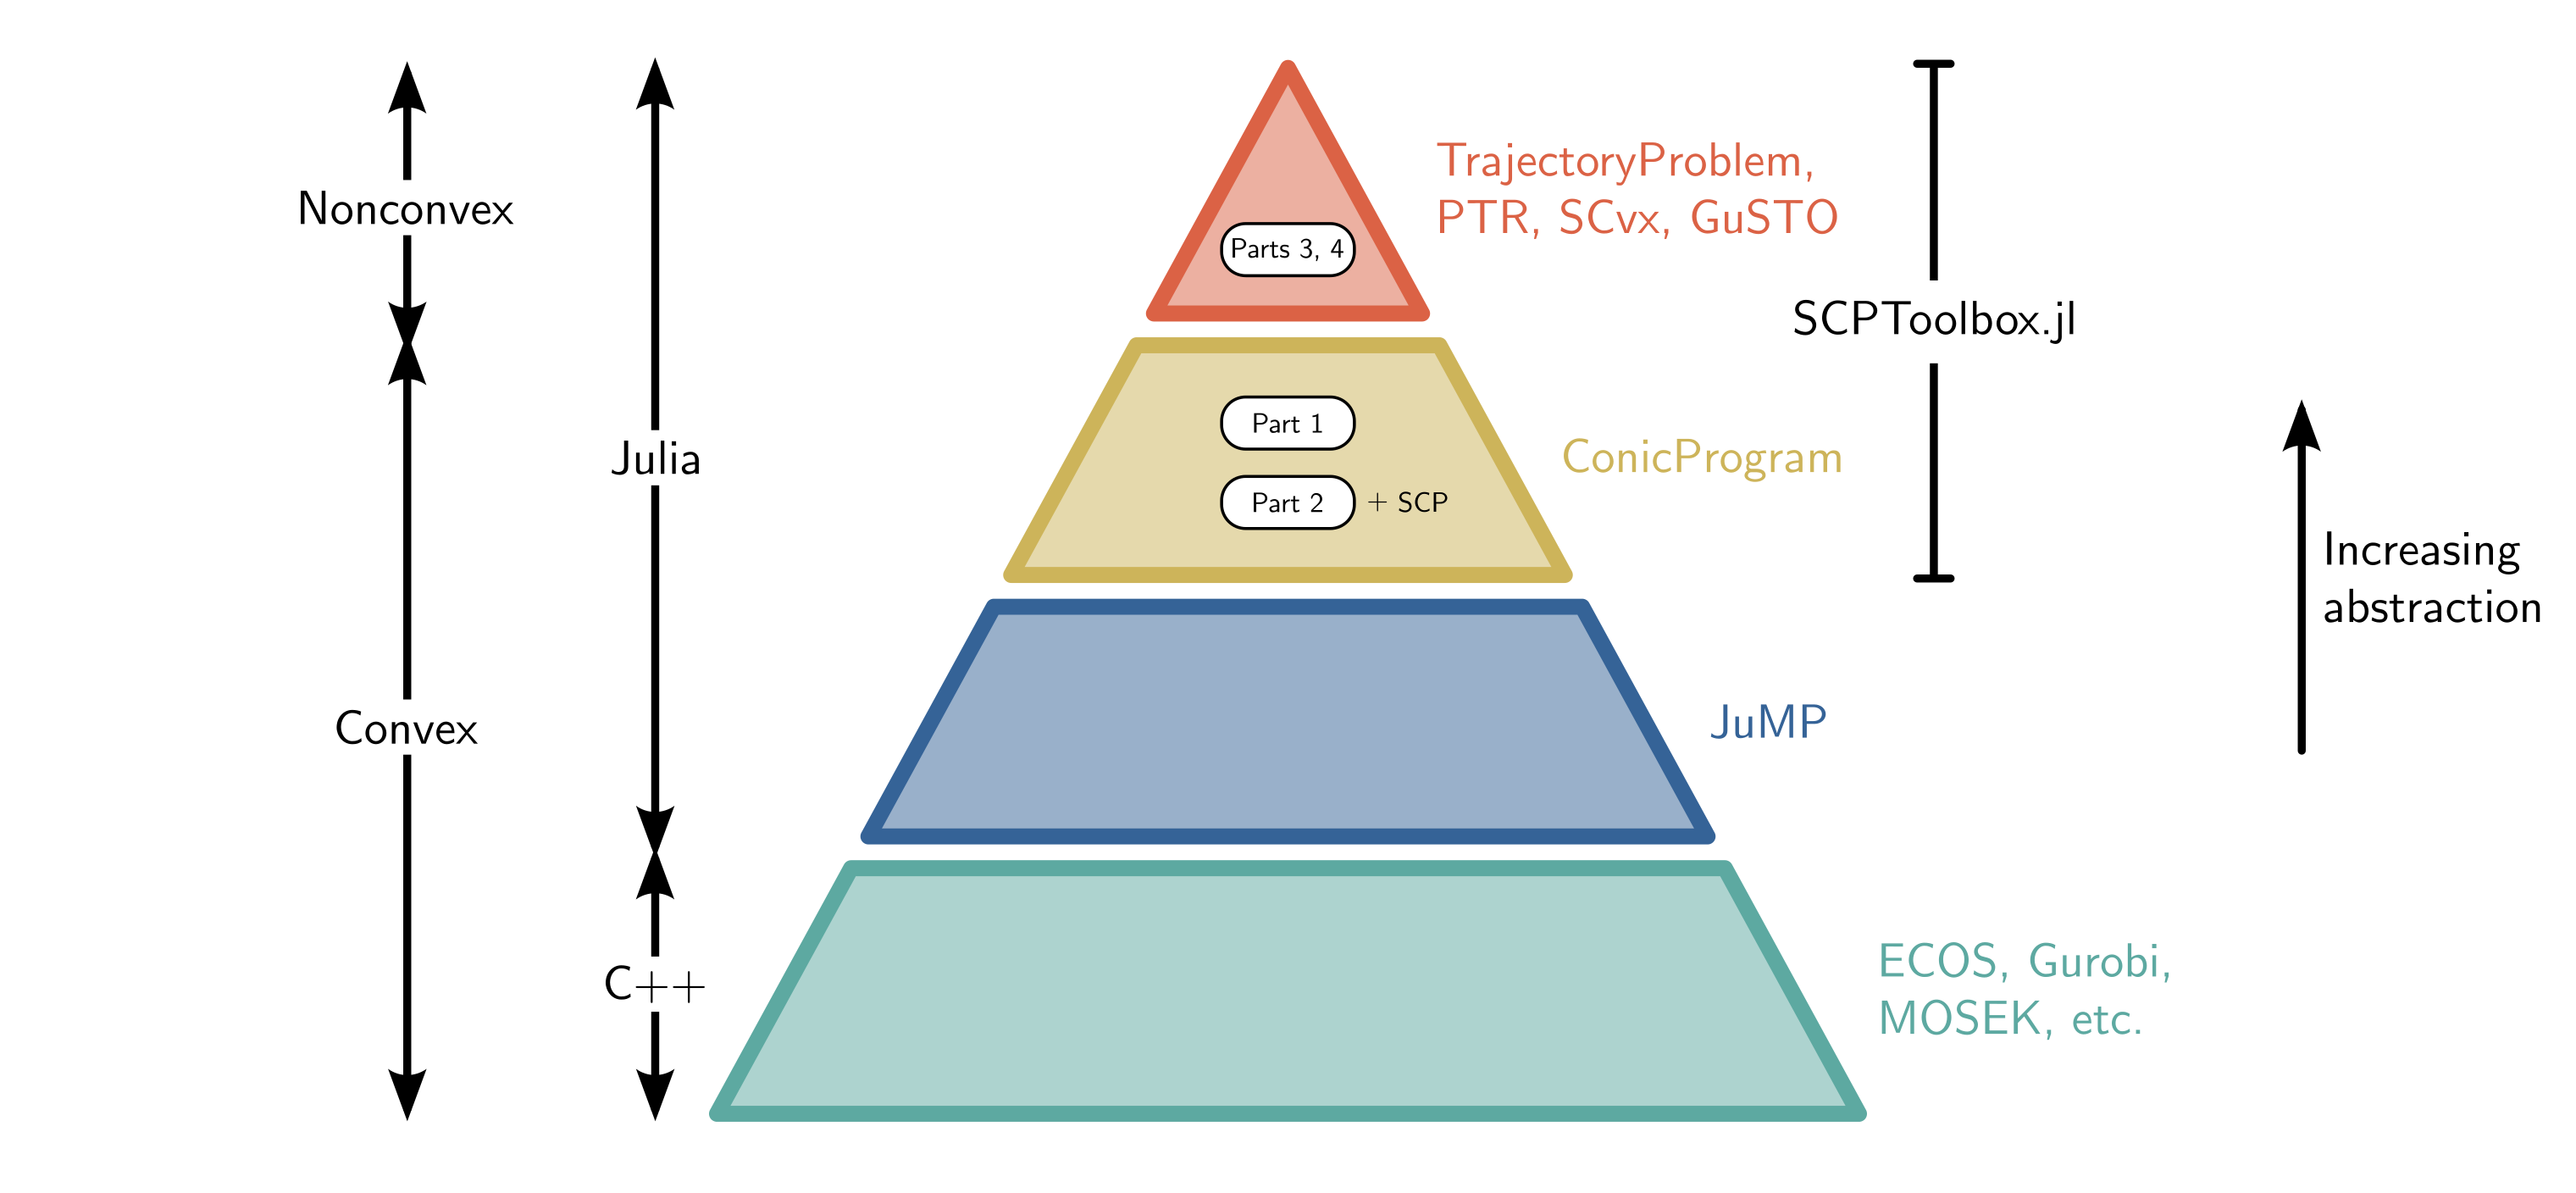 Nonconvex
Convex
Julia
C++
Parts 3, 4
Part 1
Part 2 + SCP
TrajectoryProblem,
PTR, SCvx, GuSTO
ConicProgram
JuMP
ECOS, Gurobi,
MOSEK, etc.
SCPToolbox.jl
Increasing
abstraction